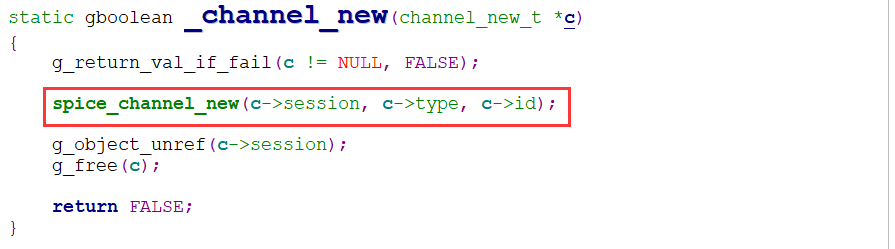 static gboolean _channel_new(channel_new_t *c)
{
    g_return_val_if_fail(c != NULL, FALSE);
    spice_channel_new(c->session, c->type, c->id);
    g_object_unref(c->session);
    g_free(c);
    return FALSE;
}